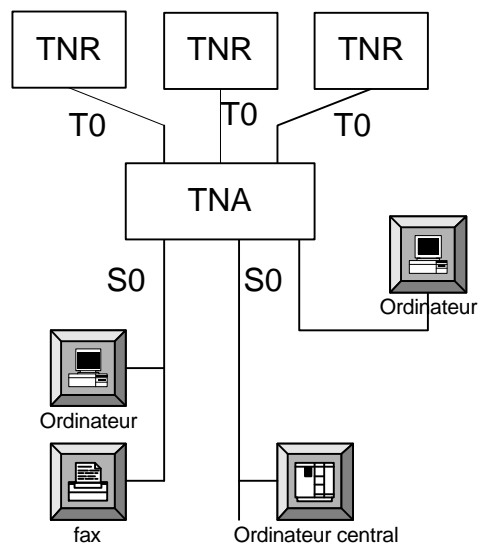 TNR TNR TNR
T0 T0 T0
TNA
S0 S0
Ordinateur
Ordinateur
fax Ordinateur central